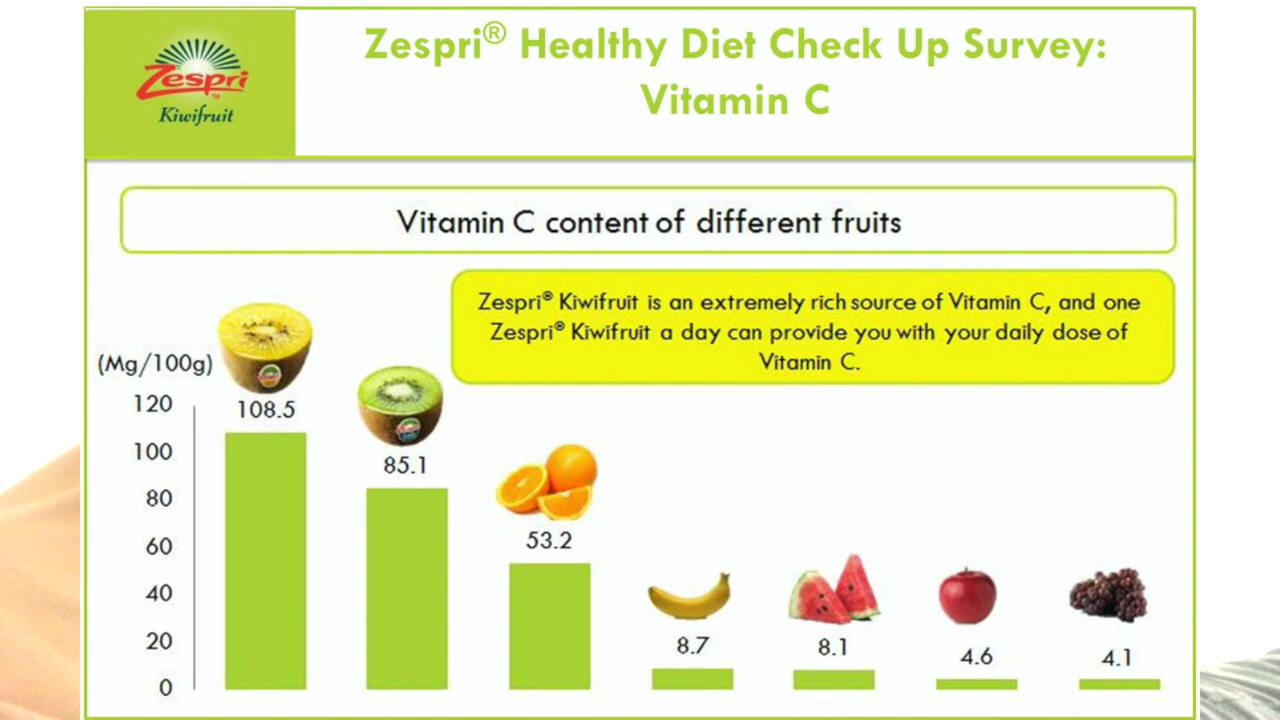 Zespri® Healthy Diet Check Up Survey:
Vitamin C
Zespri
TM
Kiwifruit
Vitamin C content of different fruits
Zespri® Kiwifruit is an extremely rich source of Vitamin C, and one
Zespri® Kiwifruit a day can provide you with your daily dose of
Vitamin C.
(Mg/100g)
120
100
80
60
40
20
0
108.5
85.1
53.2
8.7
8.1
4.6
4.1